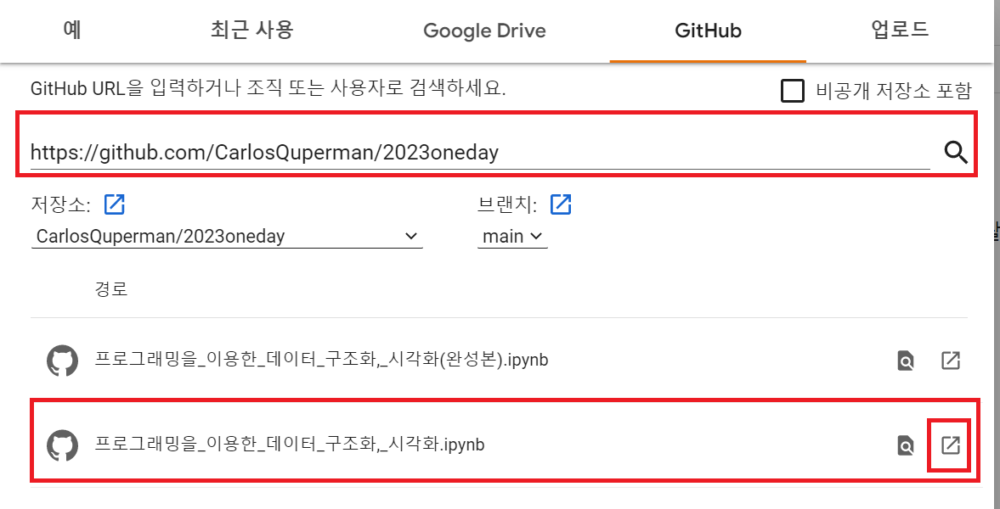 예 최근 사용 Google Drive GitHub 업로드
GitHub URL을 입력하거나 조직 또는 사용자로 검색하세요. 비공개 저장소 포함
https://github.com/CarlosQuperman/2023oneday
저장소: 브랜치:
CarlosQuperman/2023oneday main
경로
프로그래밍을_이용한_데이터_구조화,_시각화(완성본).ipynb
프로그래밍을_이용한_데이터_구조화,_시각화.ipynb